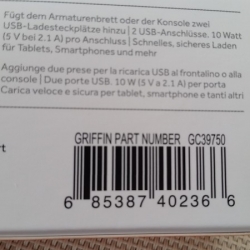 Fügt dem Armaturenbrett oder der Konsole zwei
USB-Ladesteckplätze hinzu | 2 USB-Anschlüsse. 10 Watt
(5 V bei 2.1 A) pro Anschluss | Schnelles, sicheres Laden
für Tablets, Smartphones und mehr
Aggiunge due prese per la ricarica USB al frontalino o alla
console | Due porte USB. 10 W (5 V a 2.1 A) per porta
Carica veloce e sicura per tablet, smartphone e tanti altri
rt
GRIFFIN PART NUMBER GC39750
6 85387 40236 6